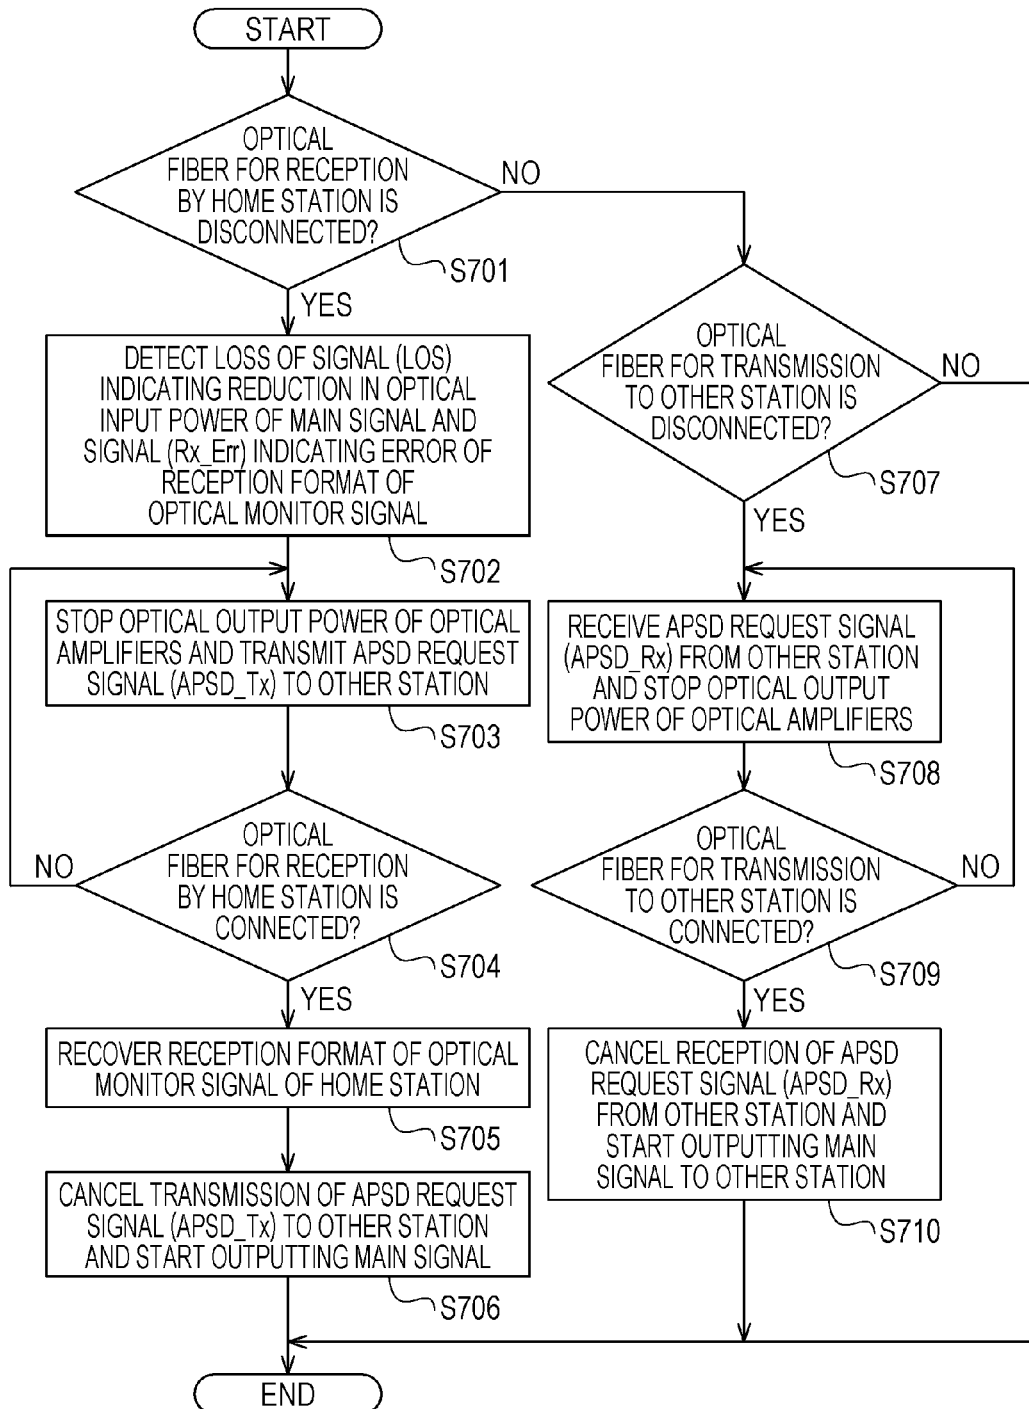 START
OPTICAL
FIBER FOR RECEPTION
BY HOME STATION IS
DISCONNECTED?
NO
S701
YES
DETECT LOSS OF SIGNAL (LOS)
INDICATING REDUCTION IN OPTICAL
INPUT POWER OF MAIN SIGNAL AND
SIGNAL (Rx_Err) INDICATING ERROR OF
RECEPTION FORMAT OF
OPTICAL MONITOR SIGNAL
S702
STOP OPTICAL OUTPUT POWER OF OPTICAL
AMPLIFIERS AND TRANSMIT APSD REQUEST
SIGNAL (APSD_Tx) TO OTHER STATION
S703
OPTICAL
FIBER FOR RECEPTION
BY HOME STATION IS
CONNECTED?
NO
S704
YES
RECOVER RECEPTION FORMAT OF OPTICAL
MONITOR SIGNAL OF HOME STATION
S705
CANCEL TRANSMISSION OF APSD REQUEST
SIGNAL (APSD_Tx) TO OTHER STATION
AND START OUTPUTTING MAIN SIGNAL
S706
OPTICAL
FIBER FOR TRANSMISSION
TO OTHER STATION IS
DISCONNECTED?
NO
S707
YES
RECEIVE APSD REQUEST SIGNAL
(APSD_Rx) FROM OTHER STATION
AND STOP OPTICAL OUTPUT
POWER OF OPTICAL AMPLIFIERS
S708
OPTICAL
FIBER FOR TRANSMISSION
TO OTHER STATION IS
CONNECTED?
NO
S709
YES
CANCEL RECEPTION OF APSD
REQUEST SIGNAL (APSD_Rx)
FROM OTHER STATION AND
START OUTPUTTING MAIN
SIGNAL TO OTHER STATION
S710
END